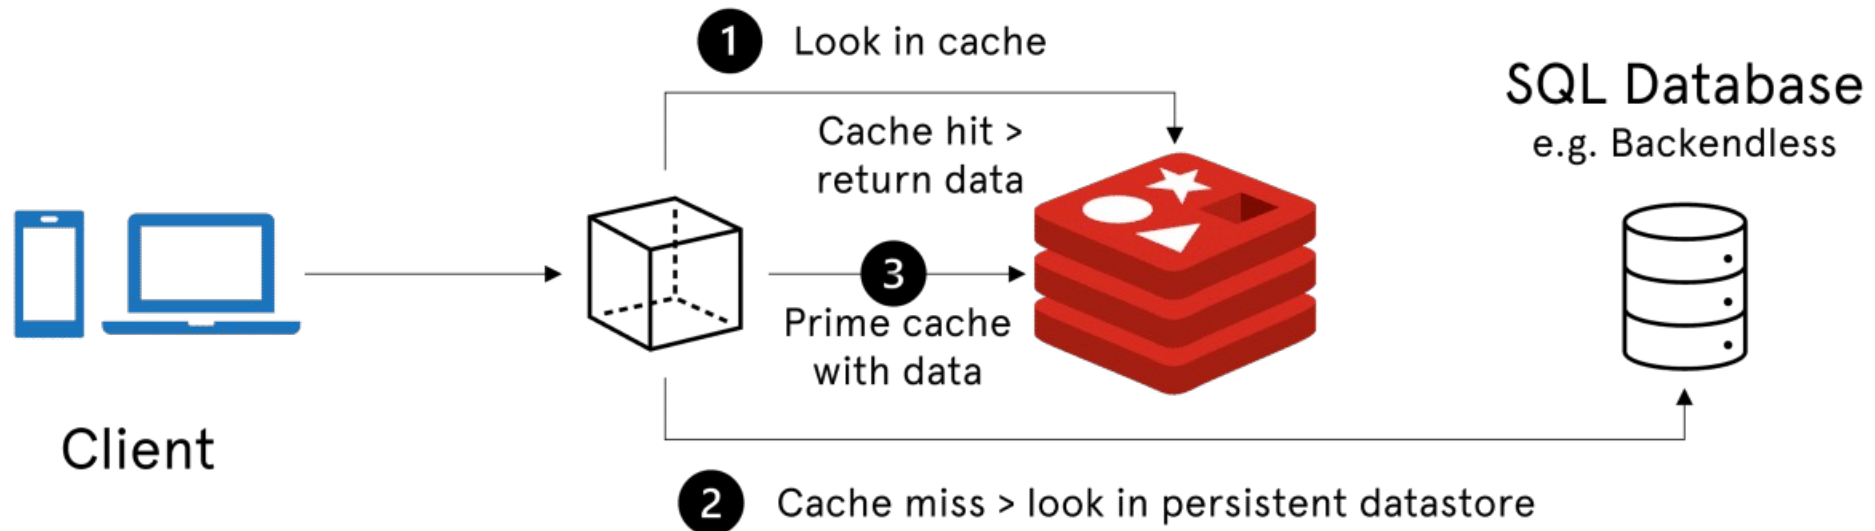 1 Look in cache
Cache hit >
return data
SQL Database
e.g. Backendless
3
Prime cache
with data
Client
2 Cache miss > look in persistent datastore